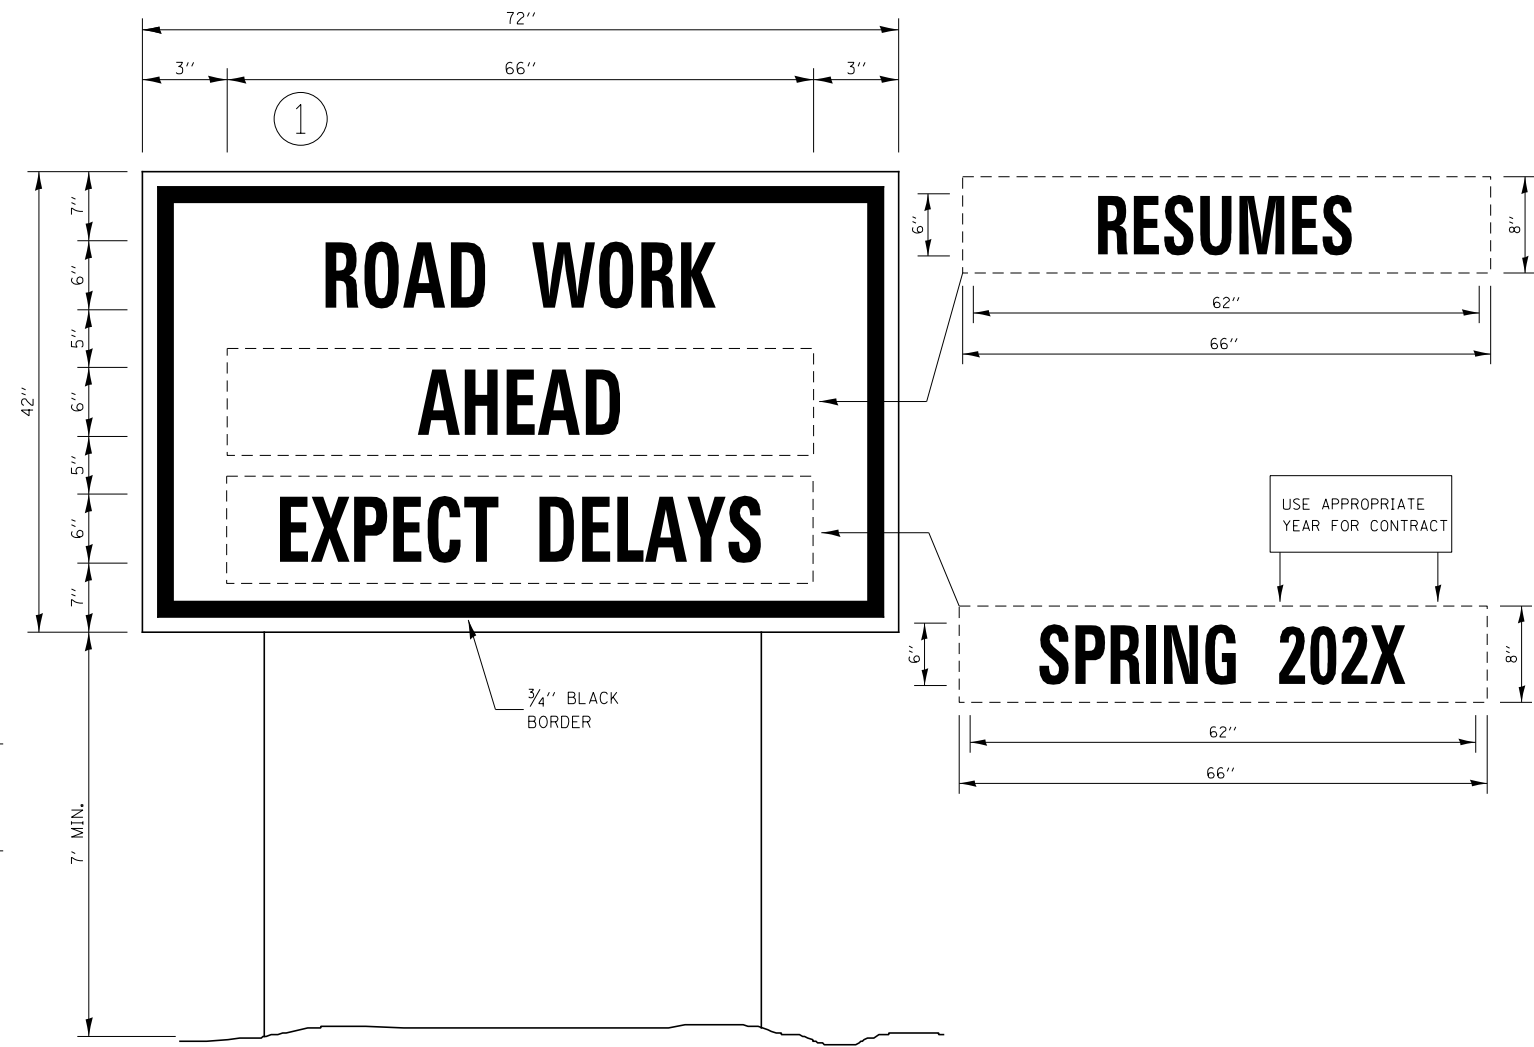 72''
3'' 66'' 3''
1
7''
6''
5''
6''
5''
6''
7''
42''
7' MIN.
ROAD WORK
AHEAD
EXPECT DELAYS
3/4'' BLACK
BORDER
6''
RESUMES
8''
62''
66''
USE APPROPRIATE
YEAR FOR CONTRACT
6''
SPRING 202X
8''
62''
66''